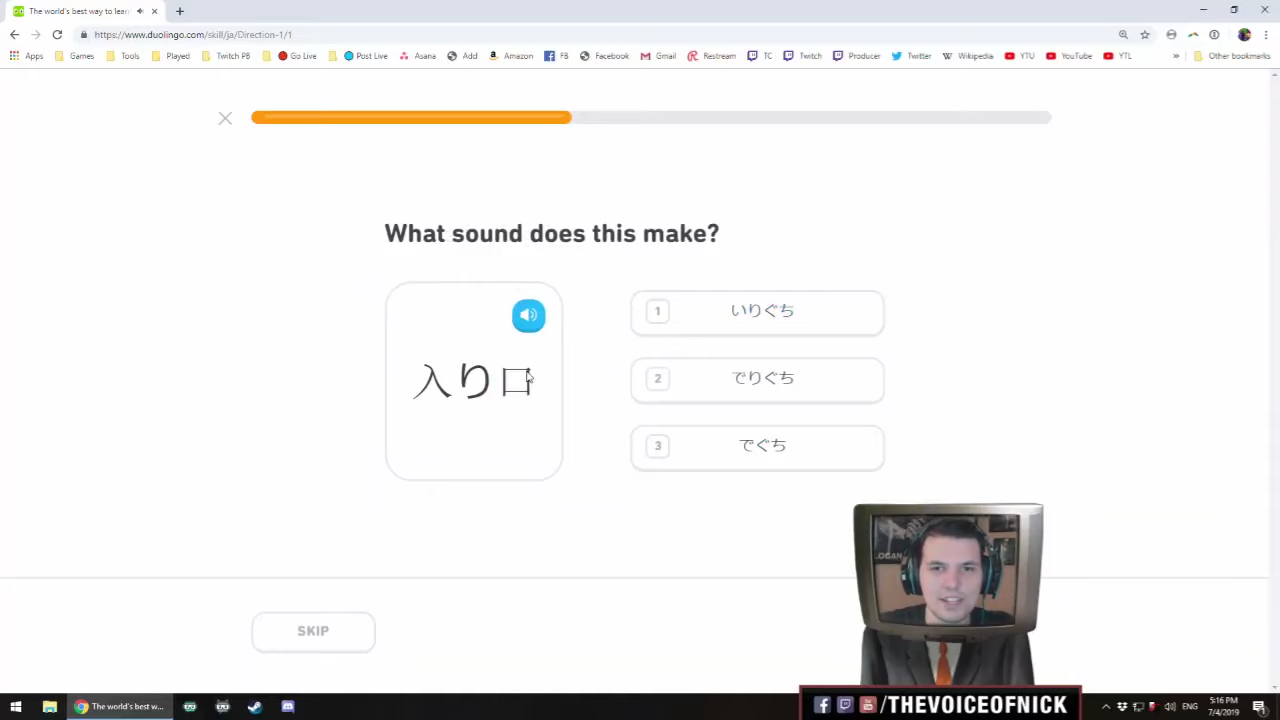 The world's best way to lear
https://www.duolingo.com/skill/ja/Direction-1/1
Apps Games Tools Played Twitch PB Go Live Post Live Asana Add Amazon FB Facebook Gmail Restream TC Twitch Producer Twitter Wikipedia YTU YouTube YTL » Other bookmarks
What sound does this make?
入り口
1 いりぐち
2 でりぐち
3 でぐち
LOGAN
SKIP
/THEVOICEOFNICK
The world's best w...
ENG
5:16 PM
7/4/2019